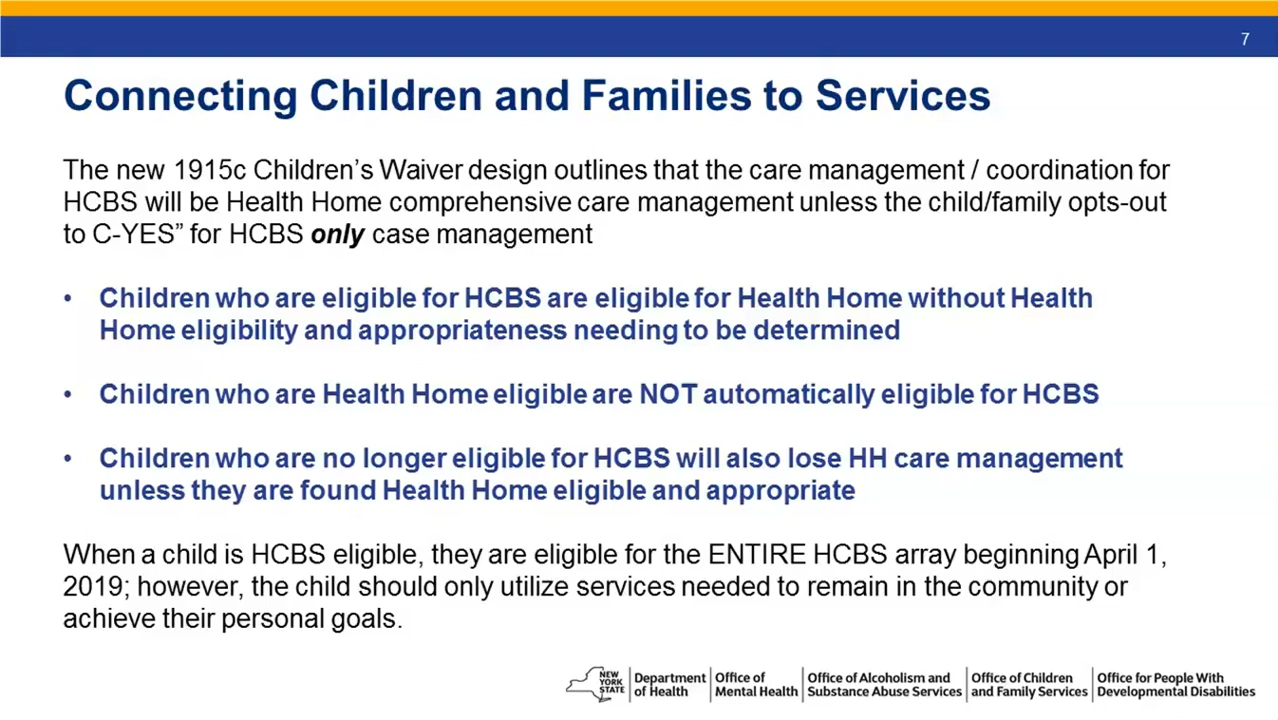 7
Connecting Children and Families to Services
The new 1915c Children’s Waiver design outlines that the care management / coordination for
HCBS will be Health Home comprehensive care management unless the child/family opts-out
to C-YES” for HCBS only case management
• Children who are eligible for HCBS are eligible for Health Home without Health
Home eligibility and appropriateness needing to be determined
• Children who are Health Home eligible are NOT automatically eligible for HCBS
• Children who are no longer eligible for HCBS will also lose HH care management
unless they are found Health Home eligible and appropriate
When a child is HCBS eligible, they are eligible for the ENTIRE HCBS array beginning April 1,
2019; however, the child should only utilize services needed to remain in the community or
achieve their personal goals.
NEW
YORK
STATE
Department
of Health
Office of
Mental Health
Office of Alcoholism and
Substance Abuse Services
Office of Children
and Family Services
Office for People With
Developmental Disabilities